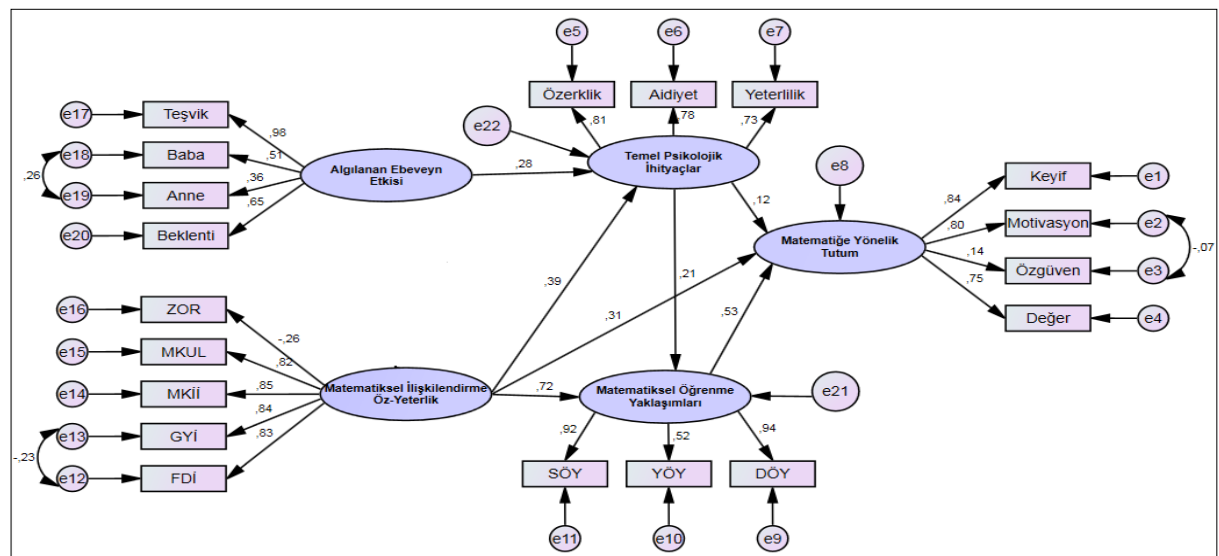 e5
e6
e7
Özerklik
Aidiyet
Yeterlilik
,81
,78
,73
e22
Temel Psikolojik
İhityaçlar
e17
Teşvik
,98
e18
Baba
,51
,26
e19
Anne
,36
e20
Beklenti
,65
Algılanan Ebeveyn
Etkisi
,28
e8
,12
Matematiğe Yönelik
Tutum
Keyif
e1
,84
Motivasyon
e2
,80
-,07
Özgüven
e3
,14
Değer
e4
,75
,39
,31
,21
,53
e16
ZOR
-,26
e15
MKUL
,82
e14
MKİİ
,85
e13
GYİ
,84
-,23
e12
FDİ
,83
Matematiksel İlişkilendirme
Öz-Yeterlik
,72
Matematiksel Öğrenme
Yaklaşımları
e21
,92
,52
,94
SÖY
YÖY
DÖY
e11
e10
e9